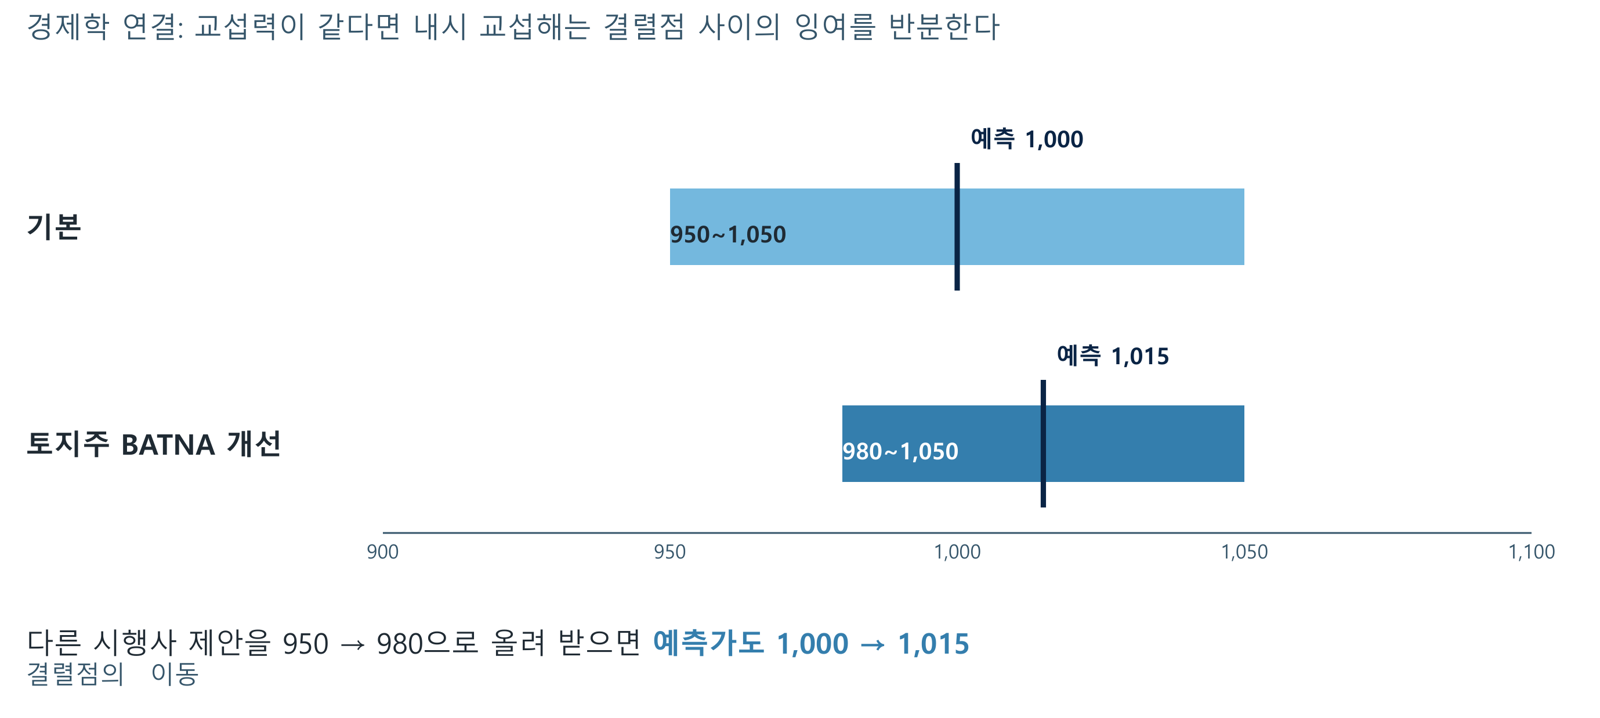 경제학 연결: 교섭력이 같다면 내시 교섭해는 결렬점 사이의 잉여를 반분한다
예측 1,000
기본
950~1,050
예측 1,015
토지주 BATNA 개선
980~1,050
900 950 1,000 1,050 1,100
다른 시행사 제안을 950 → 980으로 올려 받으면 예측가도 1,000 → 1,015
결렬점의 이동